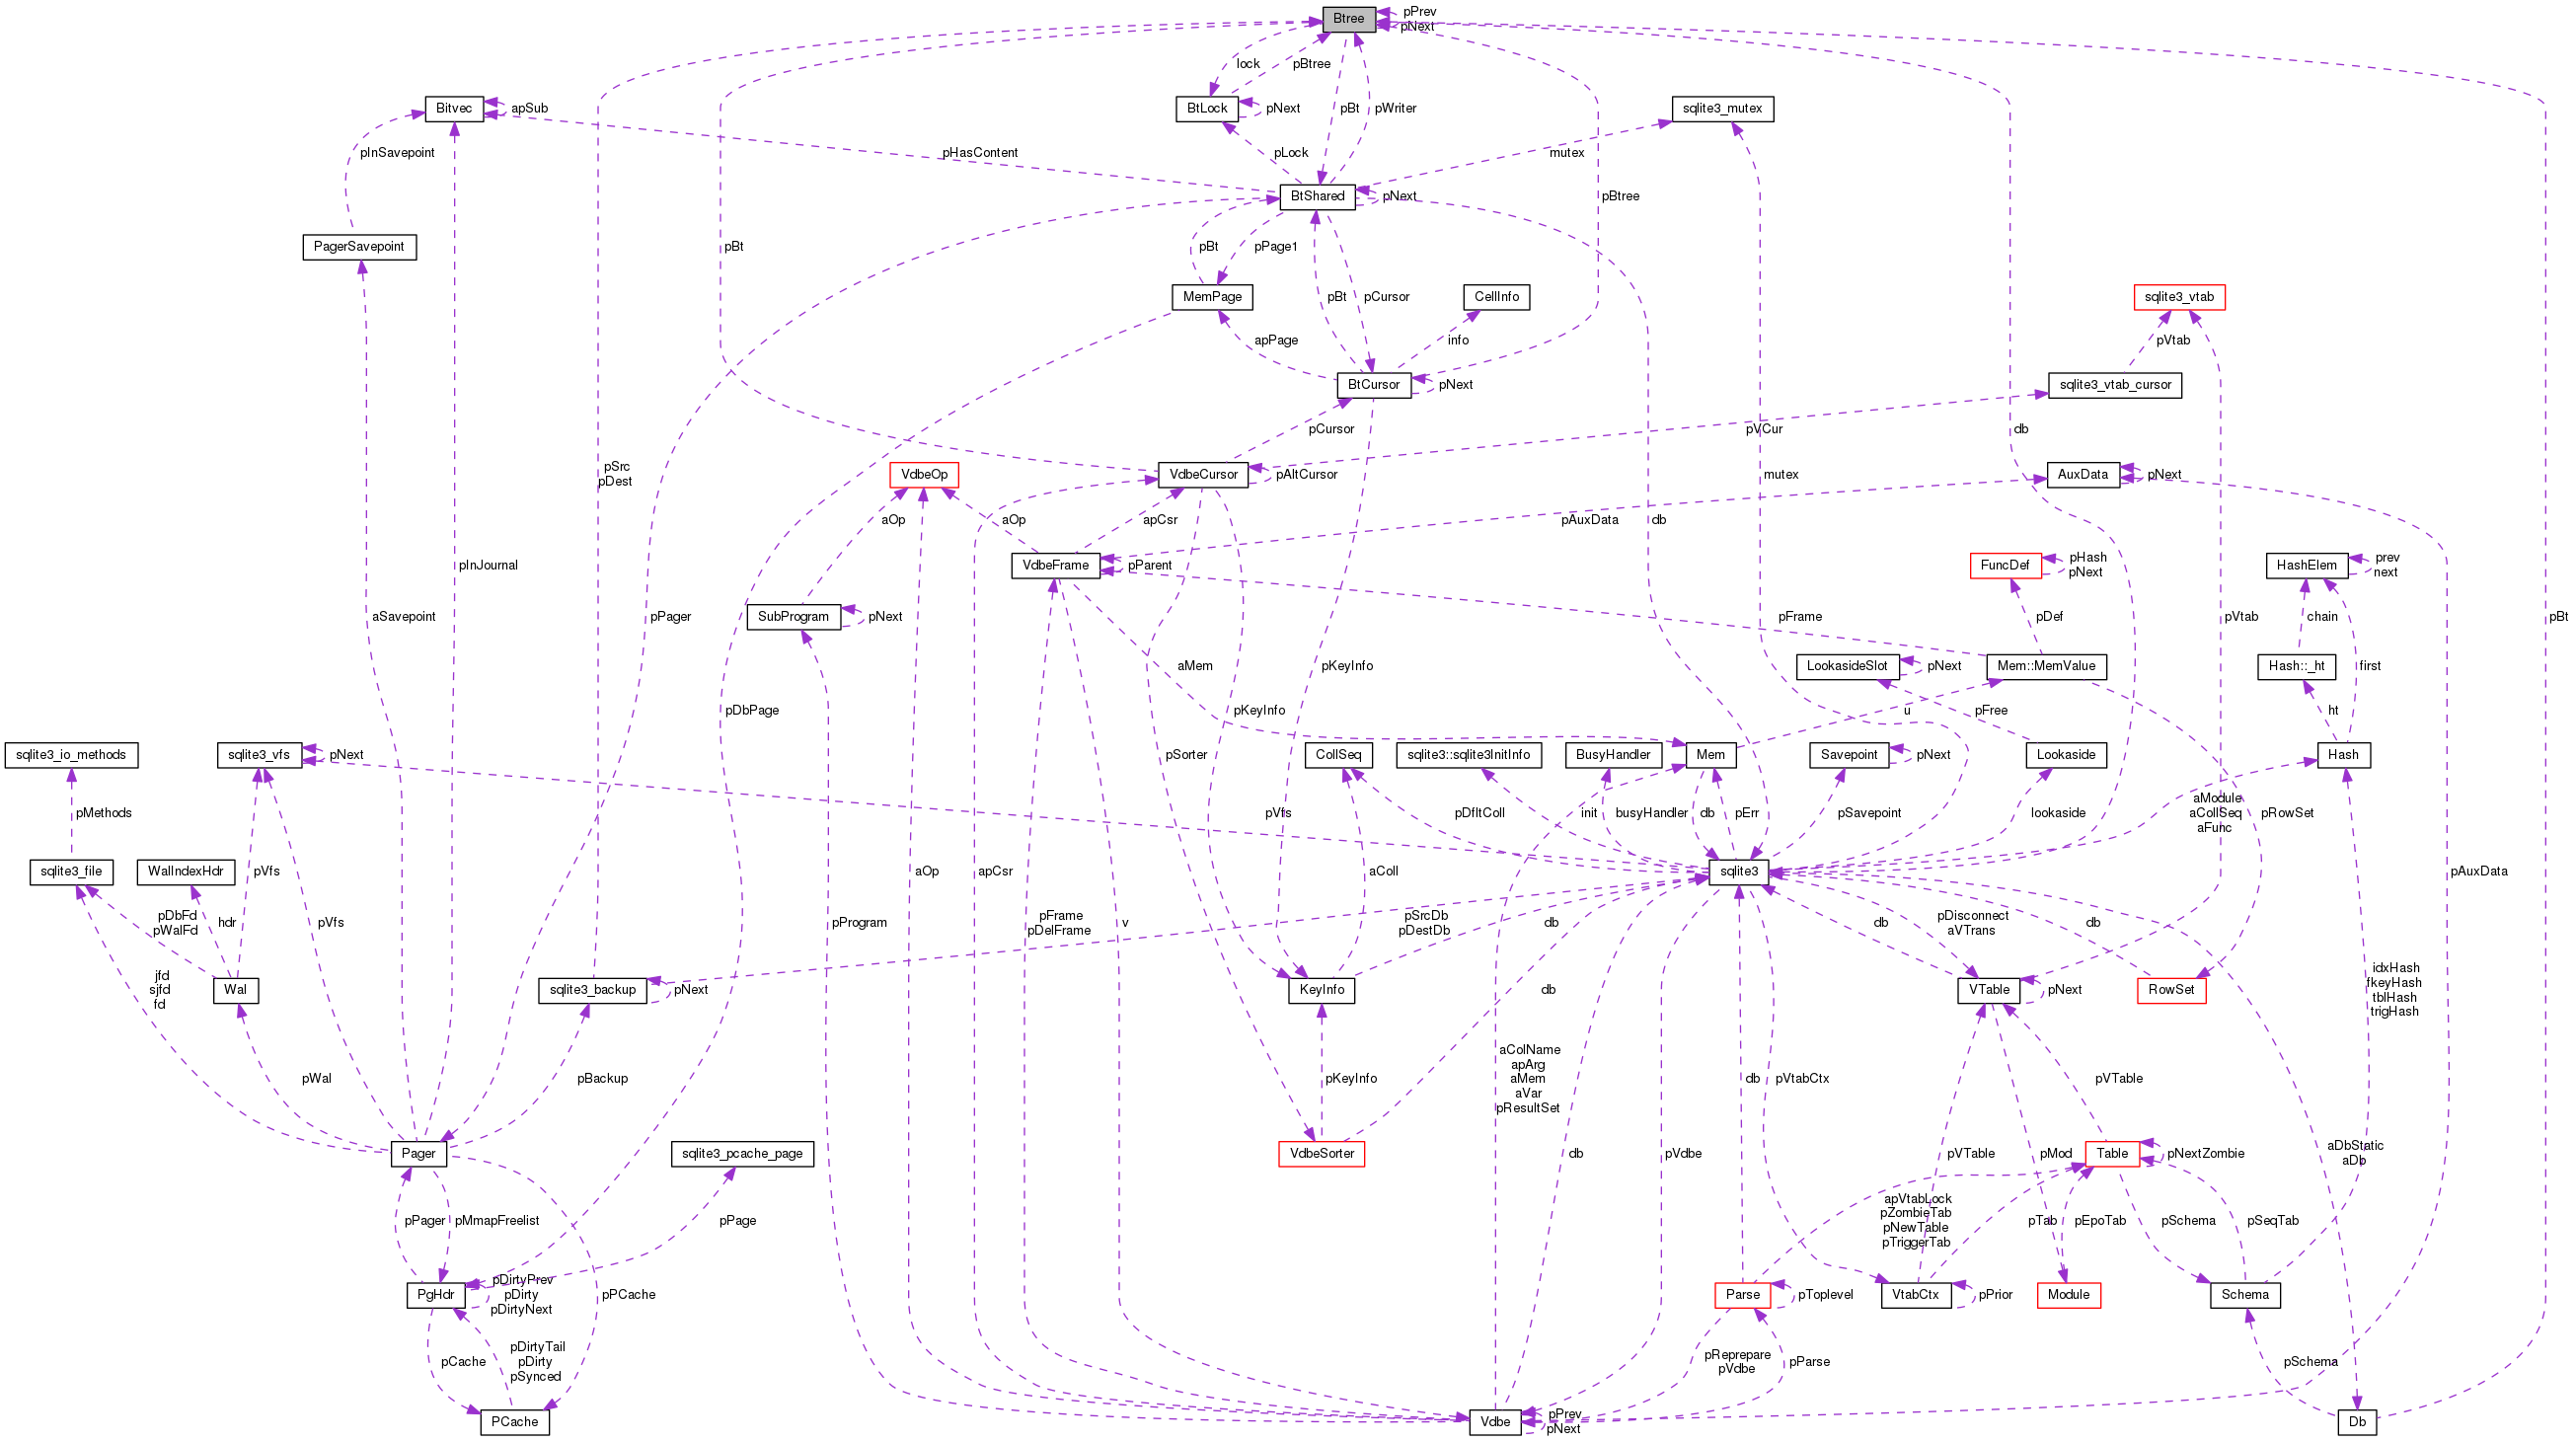 Btree
pPrev
pNext
lock
pBtree
pBt
pWriter
Bitvec
apSub
BtLock
pNext
sqlite3_mutex
pInSavepoint
pHasContent
pLock
mutex
BtShared
pNext
pBtree
PagerSavepoint
pBt
pBt
pPage1
MemPage
pBt
pCursor
CellInfo
sqlite3_vtab
apPage
info
pVtab
BtCursor
pNext
sqlite3_vtab_cursor
pCursor
pVCur
db
pSrc
pDest
VdbeOp
VdbeCursor
pAltCursor
mutex
AuxData
pNext
aOp
aOp
apCsr
pAuxData
db
pInJournal
VdbeFrame
pParent
FuncDef
pHash
pNext
HashElem
prev
next
aSavepoint
pPager
SubProgram
pNext
pFrame
pDef
pVtab
chain
first
pBt
aMem
pKeyInfo
LookasideSlot
pNext
Mem::MemValue
Hash::_ht
pDbPage
pKeyInfo
u
pFree
ht
sqlite3_io_methods
sqlite3_vfs
pNext
pSorter
CollSeq
sqlite3::sqlite3InitInfo
BusyHandler
Mem
Savepoint
pNext
Lookaside
Hash
pMethods
pVfs
pDfltColl
init
busyHandler
db
pErr
pSavepoint
lookaside
aModule
aCollSeq
aFunc
pRowSet
sqlite3_file
WalIndexHdr
pVfs
aOp
apCsr
aColl
sqlite3
pAuxData
pDbFd
pWalFd
hdr
pVfs
pProgram
pFrame
pDelFrame
v
pSrcDb
pDestDb
db
db
pDisconnect
aVTrans
db
jfd
sjfd
fd
Wal
sqlite3_backup
pNext
KeyInfo
db
VTable
pNext
RowSet
idxHash
fkeyHash
tblHash
trigHash
pWal
pBackup
pKeyInfo
aColName
apArg
aMem
aVar
pResultSet
db
pVtabCtx
pVTable
Pager
sqlite3_pcache_page
VdbeSorter
db
pVdbe
pVTable
pMod
Table
pNextZombie
aDbStatic
aDb
pPager
pMmapFreelist
pPage
apVtabLock
pZombieTab
pNewTable
pTriggerTab
pTab
pEpoTab
pSchema
pSeqTab
PgHdr
pDirtyPrev
pDirty
pDirtyNext
pPCache
Parse
pToplevel
VtabCtx
pPrior
Module
Schema
pCache
pDirtyTail
pDirty
pSynced
pReprepare
pVdbe
pParse
pSchema
PCache
Vdbe
pPrev
pNext
Db